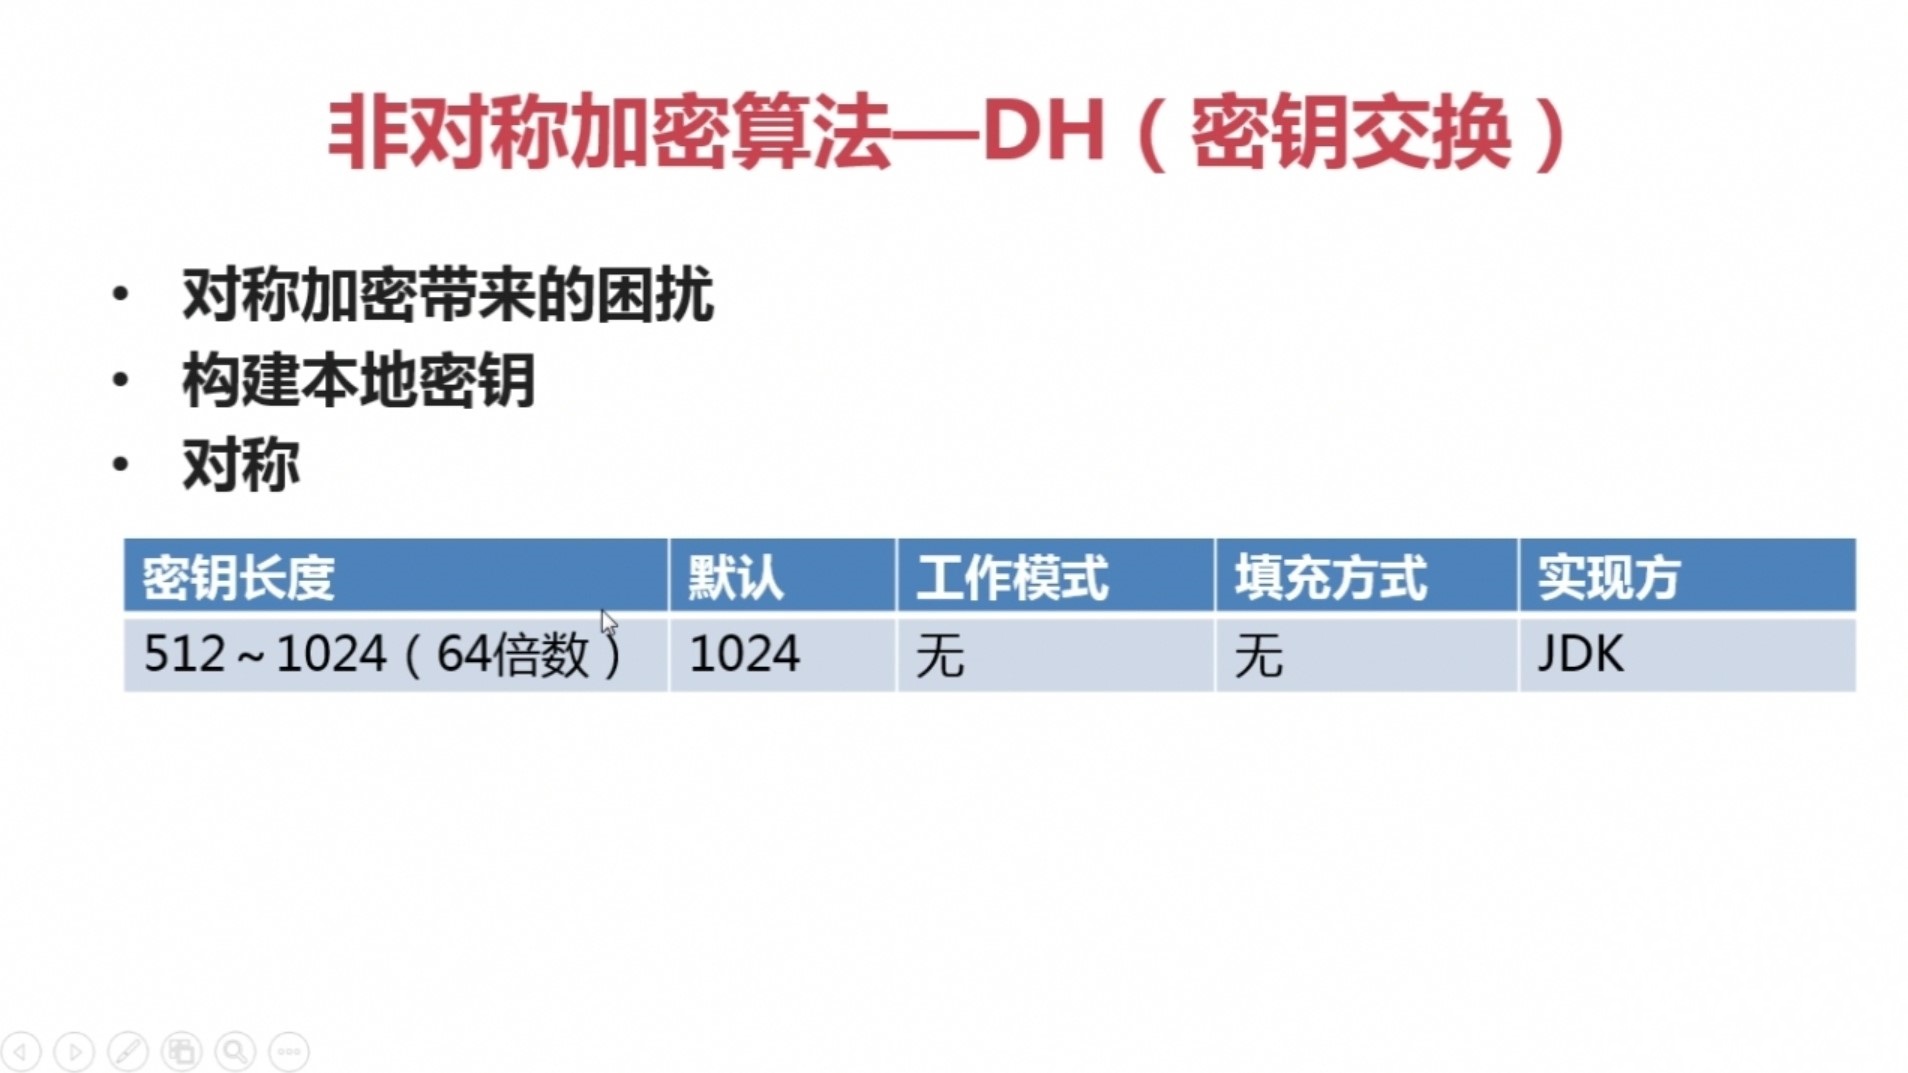 非对称加密算法—DH（密钥交换）
• 对称加密带来的困扰
• 构建本地密钥
• 对称
密钥长度 默认 工作模式 填充方式 实现方
512～1024（64倍数） 1024 无 无 JDK